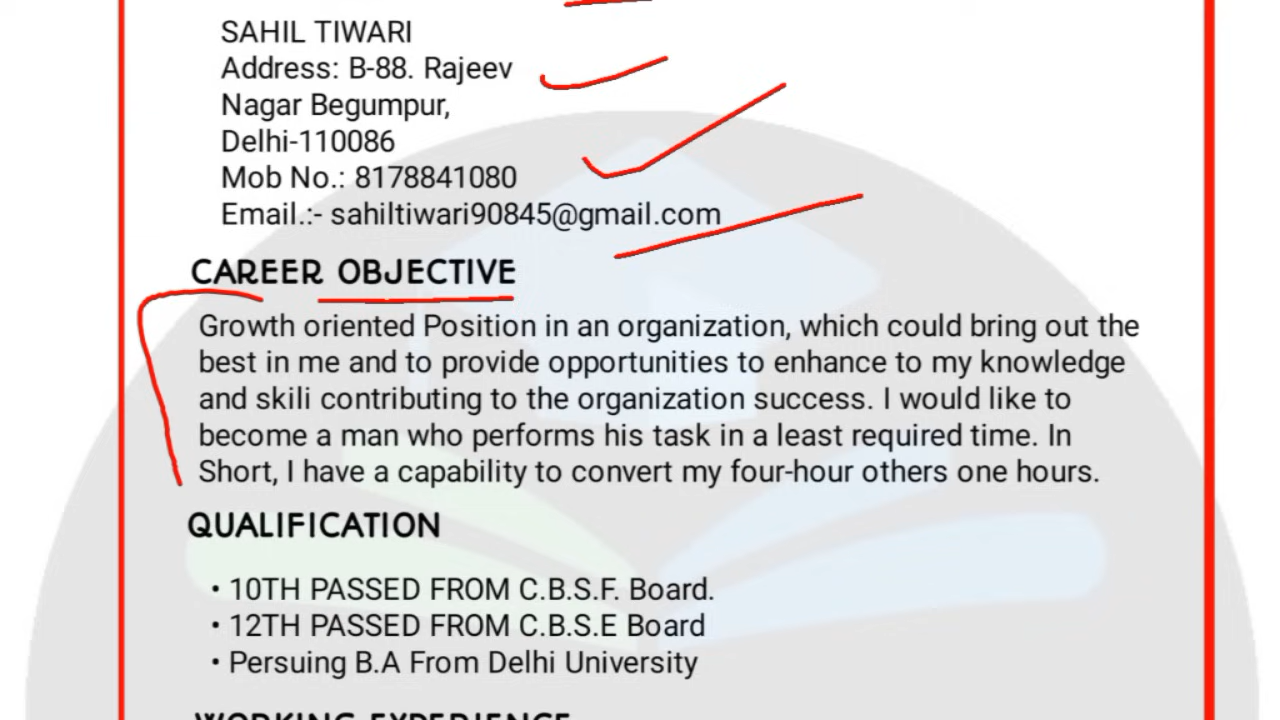 SAHIL TIWARI
Address: B-88. Rajeev
Nagar Begumpur,
Delhi-110086
Mob No.: 8178841080
Email.:- sahiltiwari90845@gmail.com
CAREER OBJECTIVE
Growth oriented Position in an organization, which could bring out the
best in me and to provide opportunities to enhance to my knowledge
and skili contributing to the organization success. I would like to
become a man who performs his task in a least required time. In
Short, I have a capability to convert my four-hour others one hours.
QUALIFICATION
• 10TH PASSED FROM C.B.S.F. Board.
• 12TH PASSED FROM C.B.S.E Board
• Persuing B.A From Delhi University
WORKING EXPERIENCE